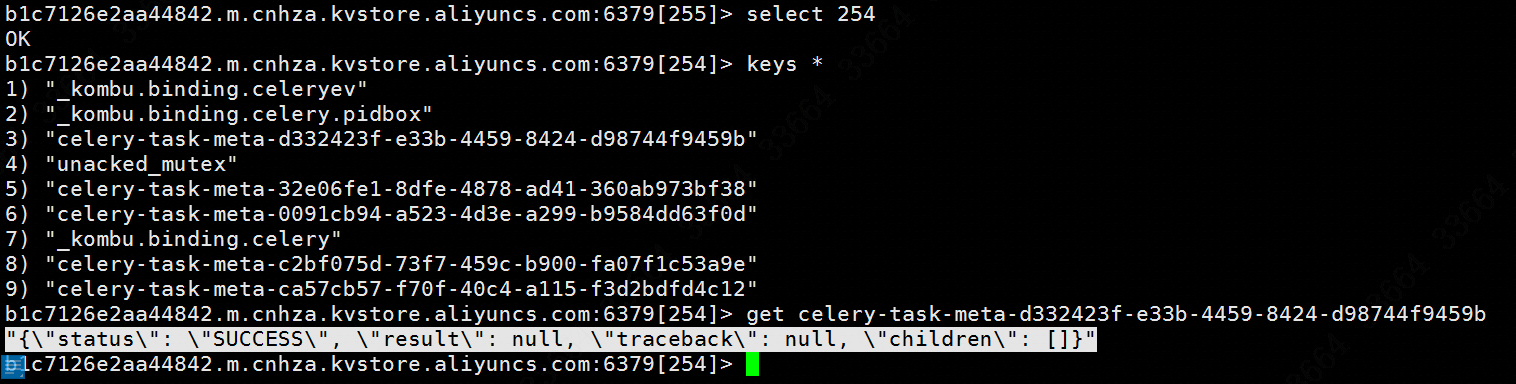 b1c7126e2aa44842.m.cnhza.kvstore.aliyuncs.com:6379[255]> select 254
OK
b1c7126e2aa44842.m.cnhza.kvstore.aliyuncs.com:6379[254]> keys *
1) "_kombu.binding.celeryev"
2) "_kombu.binding.celery.pidbox"
3) "celery-task-meta-d332423f-e33b-4459-8424-d98744f9459b"
4) "unacked_mutex"
5) "celery-task-meta-32e06fe1-8dfe-4878-ad41-360ab973bf38"
6) "celery-task-meta-0091cb94-a523-4d3e-a299-b9584dd63f0d"
7) "_kombu.binding.celery"
8) "celery-task-meta-c2bf075d-73f7-459c-b900-fa07f1c53a9e"
9) "celery-task-meta-ca57cb57-f70f-40c4-a115-f3d2bdfd4c12"
b1c7126e2aa44842.m.cnhza.kvstore.aliyuncs.com:6379[254]> get celery-task-meta-d332423f-e33b-4459-8424-d98744f9459b
"{\"status\": \"SUCCESS\", \"result\": null, \"traceback\": null, \"children\": []}"
b1c7126e2aa44842.m.cnhza.kvstore.aliyuncs.com:6379[254]>